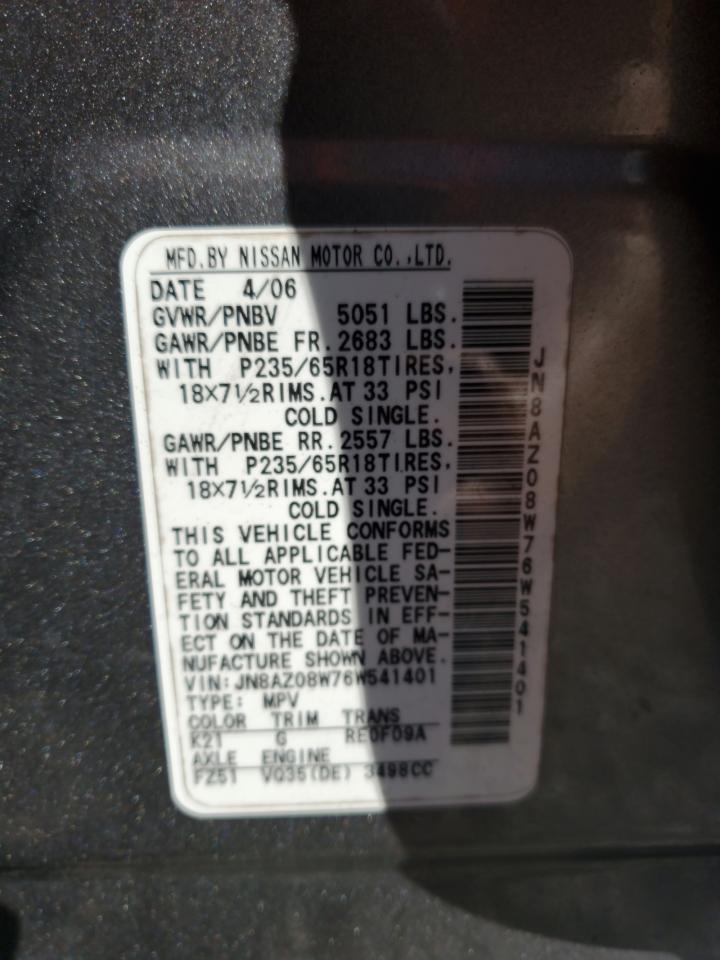 MFD.BY NISSAN MOTOR CO.,LTD.
DATE 4/06
GVWR/PNBV 5051 LBS.
GAWR/PNBE FR.2683 LBS.
WITH P235/65R18TIRES,
18×7½RIMS.AT 33 PSI
COLD SINGLE.
GAWR/PNBE RR.2557 LBS.
WITH P235/65R18TIRES,
18×7½RIMS.AT 33 PSI
COLD SINGLE.
THIS VEHICLE CONFORMS
TO ALL APPLICABLE FED-
ERAL MOTOR VEHICLE SA-
FETY AND THEFT PREVEN-
TION STANDARDS IN EFF-
ECT ON THE DATE OF MA-
NUFACTURE SHOWN ABOVE.
VIN:JN8AZ08W76W541401
TYPE: MPV
COLOR TRIM TRANS
K21 G RE0F09A
AXLE ENGINE
FZ51 VQ35(DE) 3498CC
JN8AZ08W76W541401